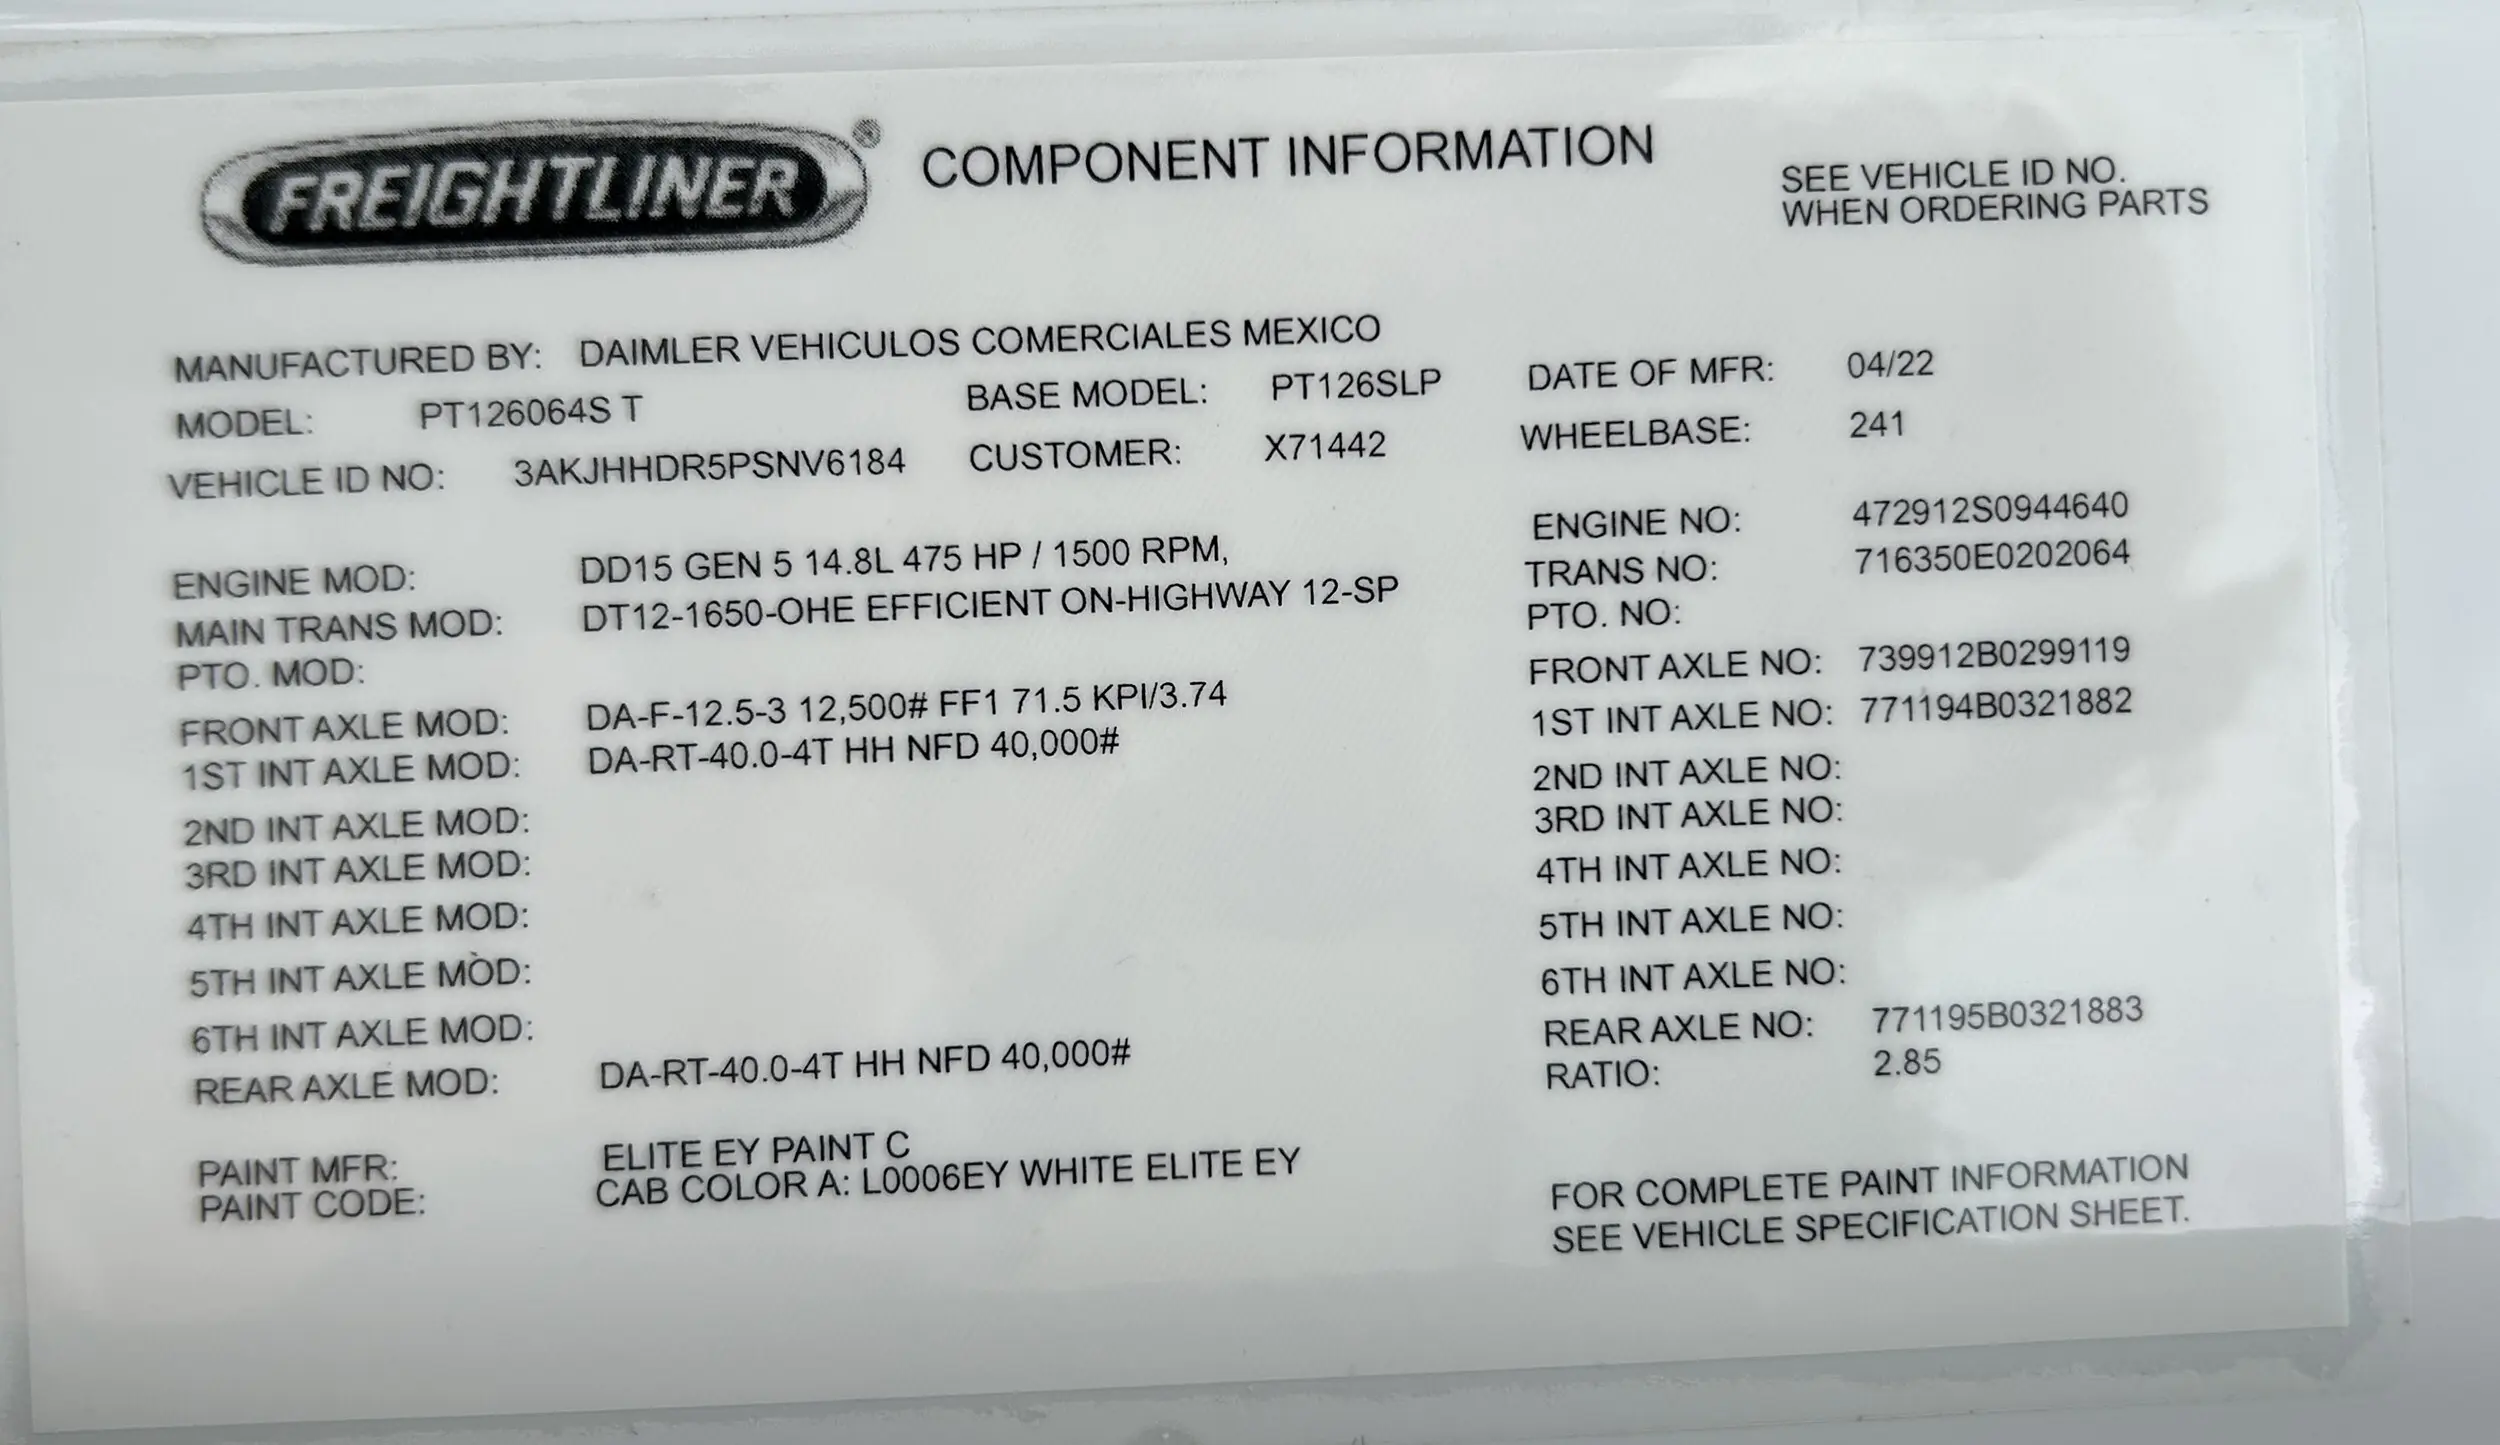 FREIGHTLINER ® COMPONENT INFORMATION
SEE VEHICLE ID NO.
WHEN ORDERING PARTS
MANUFACTURED BY: DAIMLER VEHICULOS COMERCIALES MEXICO
MODEL: PT126064S T BASE MODEL: PT126SLP DATE OF MFR: 04/22
VEHICLE ID NO: 3AKJHHDR5PSNV6184 CUSTOMER: X71442 WHEELBASE: 241
ENGINE MOD: DD15 GEN 5 14.8L 475 HP / 1500 RPM, ENGINE NO: 472912S0944640
MAIN TRANS MOD: DT12-1650-OHE EFFICIENT ON-HIGHWAY 12-SP TRANS NO: 716350E0202064
PTO. MOD: PTO. NO:
FRONT AXLE MOD: DA-F-12.5-3 12,500# FF1 71.5 KPI/3.74 FRONT AXLE NO: 739912B0299119
1ST INT AXLE MOD: DA-RT-40.0-4T HH NFD 40,000# 1ST INT AXLE NO: 771194B0321882
2ND INT AXLE MOD: 2ND INT AXLE NO:
3RD INT AXLE MOD: 3RD INT AXLE NO:
4TH INT AXLE MOD: 4TH INT AXLE NO:
5TH INT AXLE MOD: 5TH INT AXLE NO:
6TH INT AXLE MOD: 6TH INT AXLE NO:
REAR AXLE MOD: DA-RT-40.0-4T HH NFD 40,000# REAR AXLE NO: 771195B0321883
RATIO: 2.85
PAINT MFR: ELITE EY PAINT C
PAINT CODE: CAB COLOR A: L0006EY WHITE ELITE EY
FOR COMPLETE PAINT INFORMATION
SEE VEHICLE SPECIFICATION SHEET.